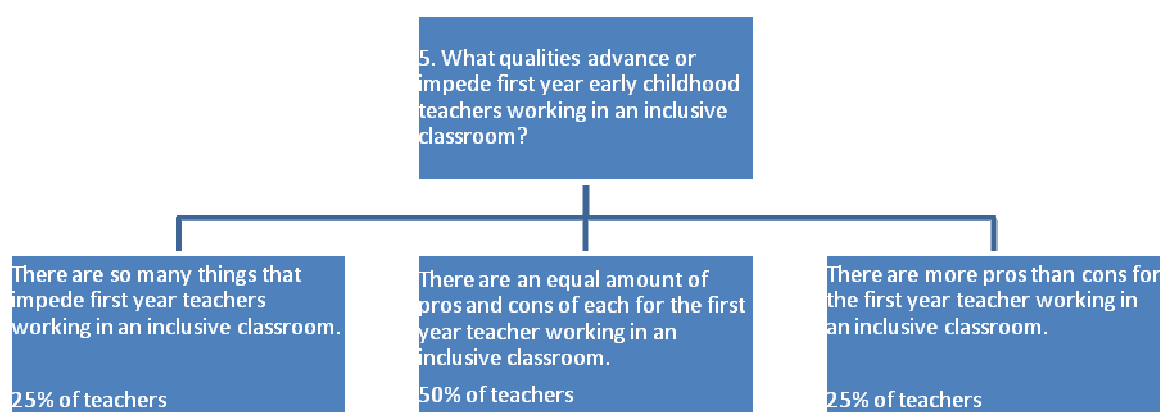 5. What qualities advance or
impede first year early childhood
teachers working in an inclusive
classroom?
There are so many things that
impede first year teachers
working in an inclusive classroom.
25% of teachers
There are an equal amount of
pros and cons of each for the first
year teacher working in an
inclusive classroom.
50% of teachers
There are more pros than cons for
the first year teacher working in
an inclusive classroom.
25% of teachers